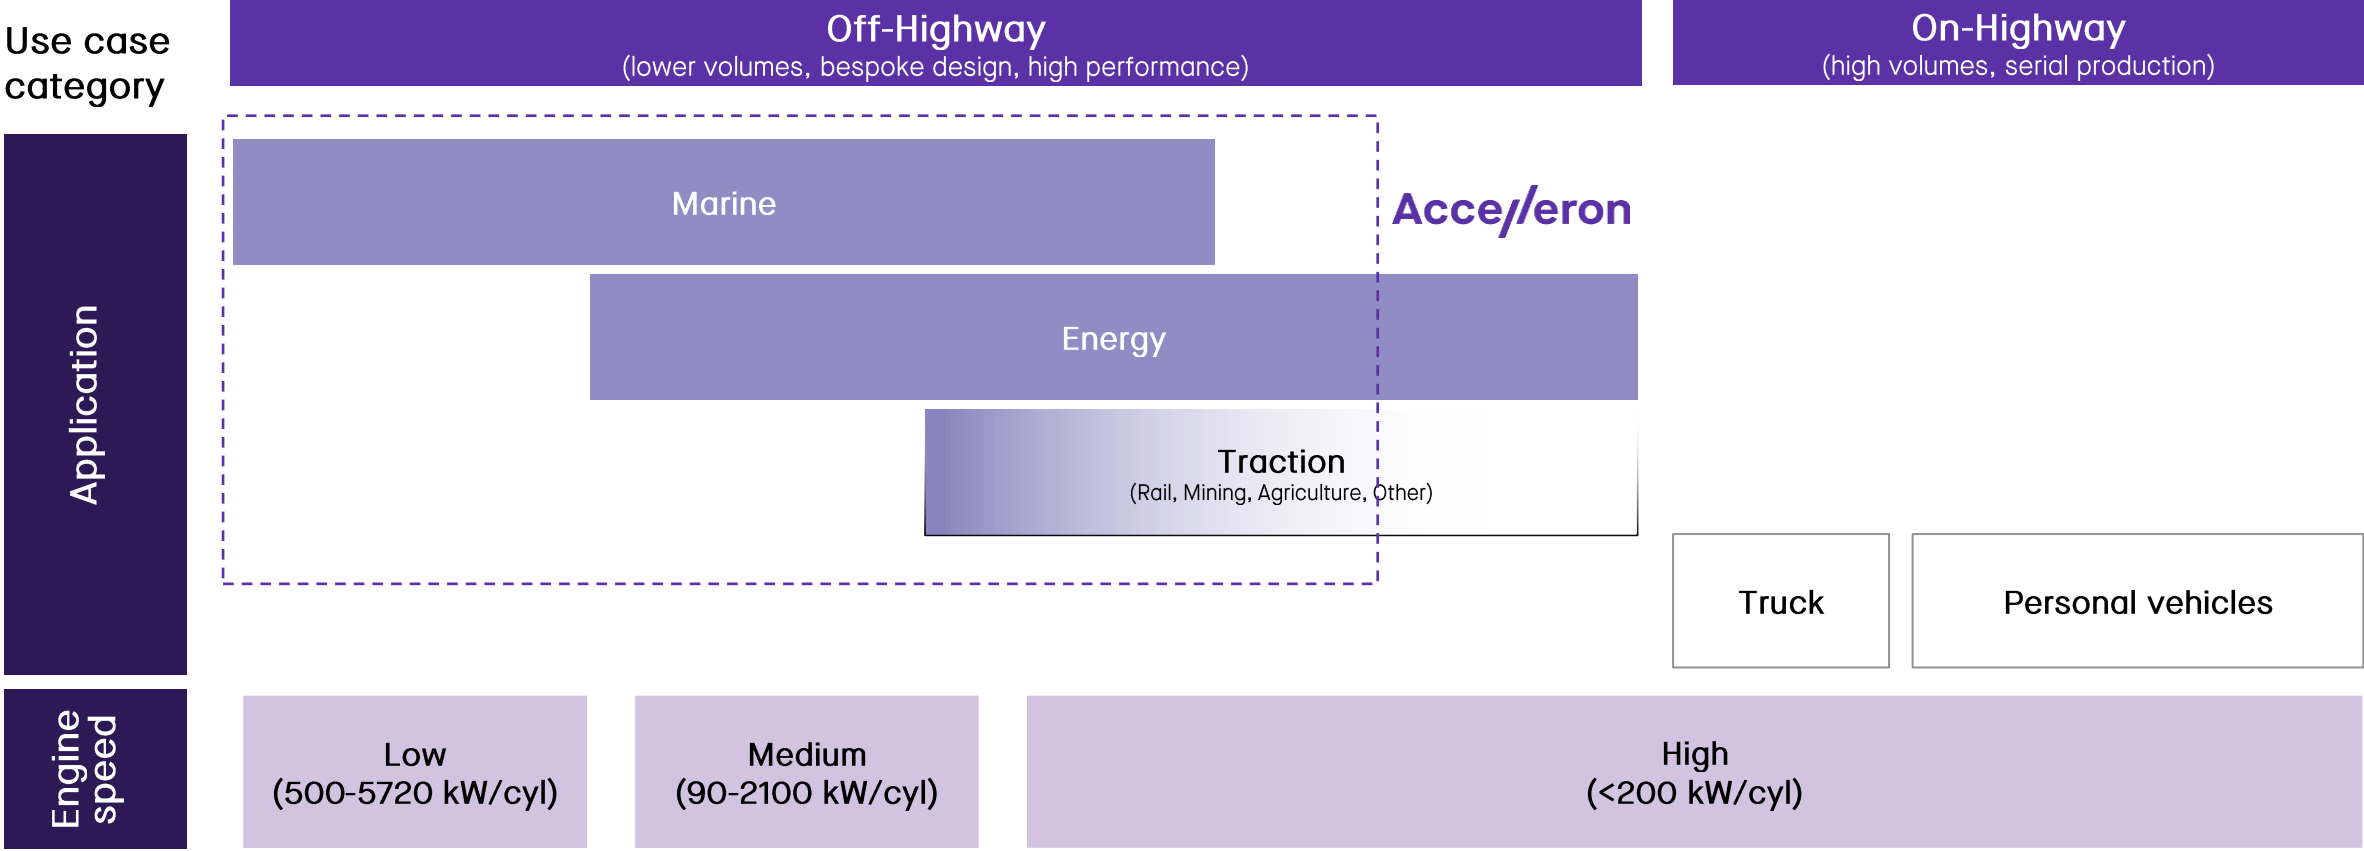 Use case
category
Off-Highway
(lower volumes, bespoke design, high performance)
On-Highway
(high volumes, serial production)
Application
Marine
Accelleron
Energy
Traction
(Rail, Mining, Agriculture, Other)
Truck
Personal vehicles
Engine
speed
Low
(500-5720 kW/cyl)
Medium
(90-2100 kW/cyl)
High
(<200 kW/cyl)